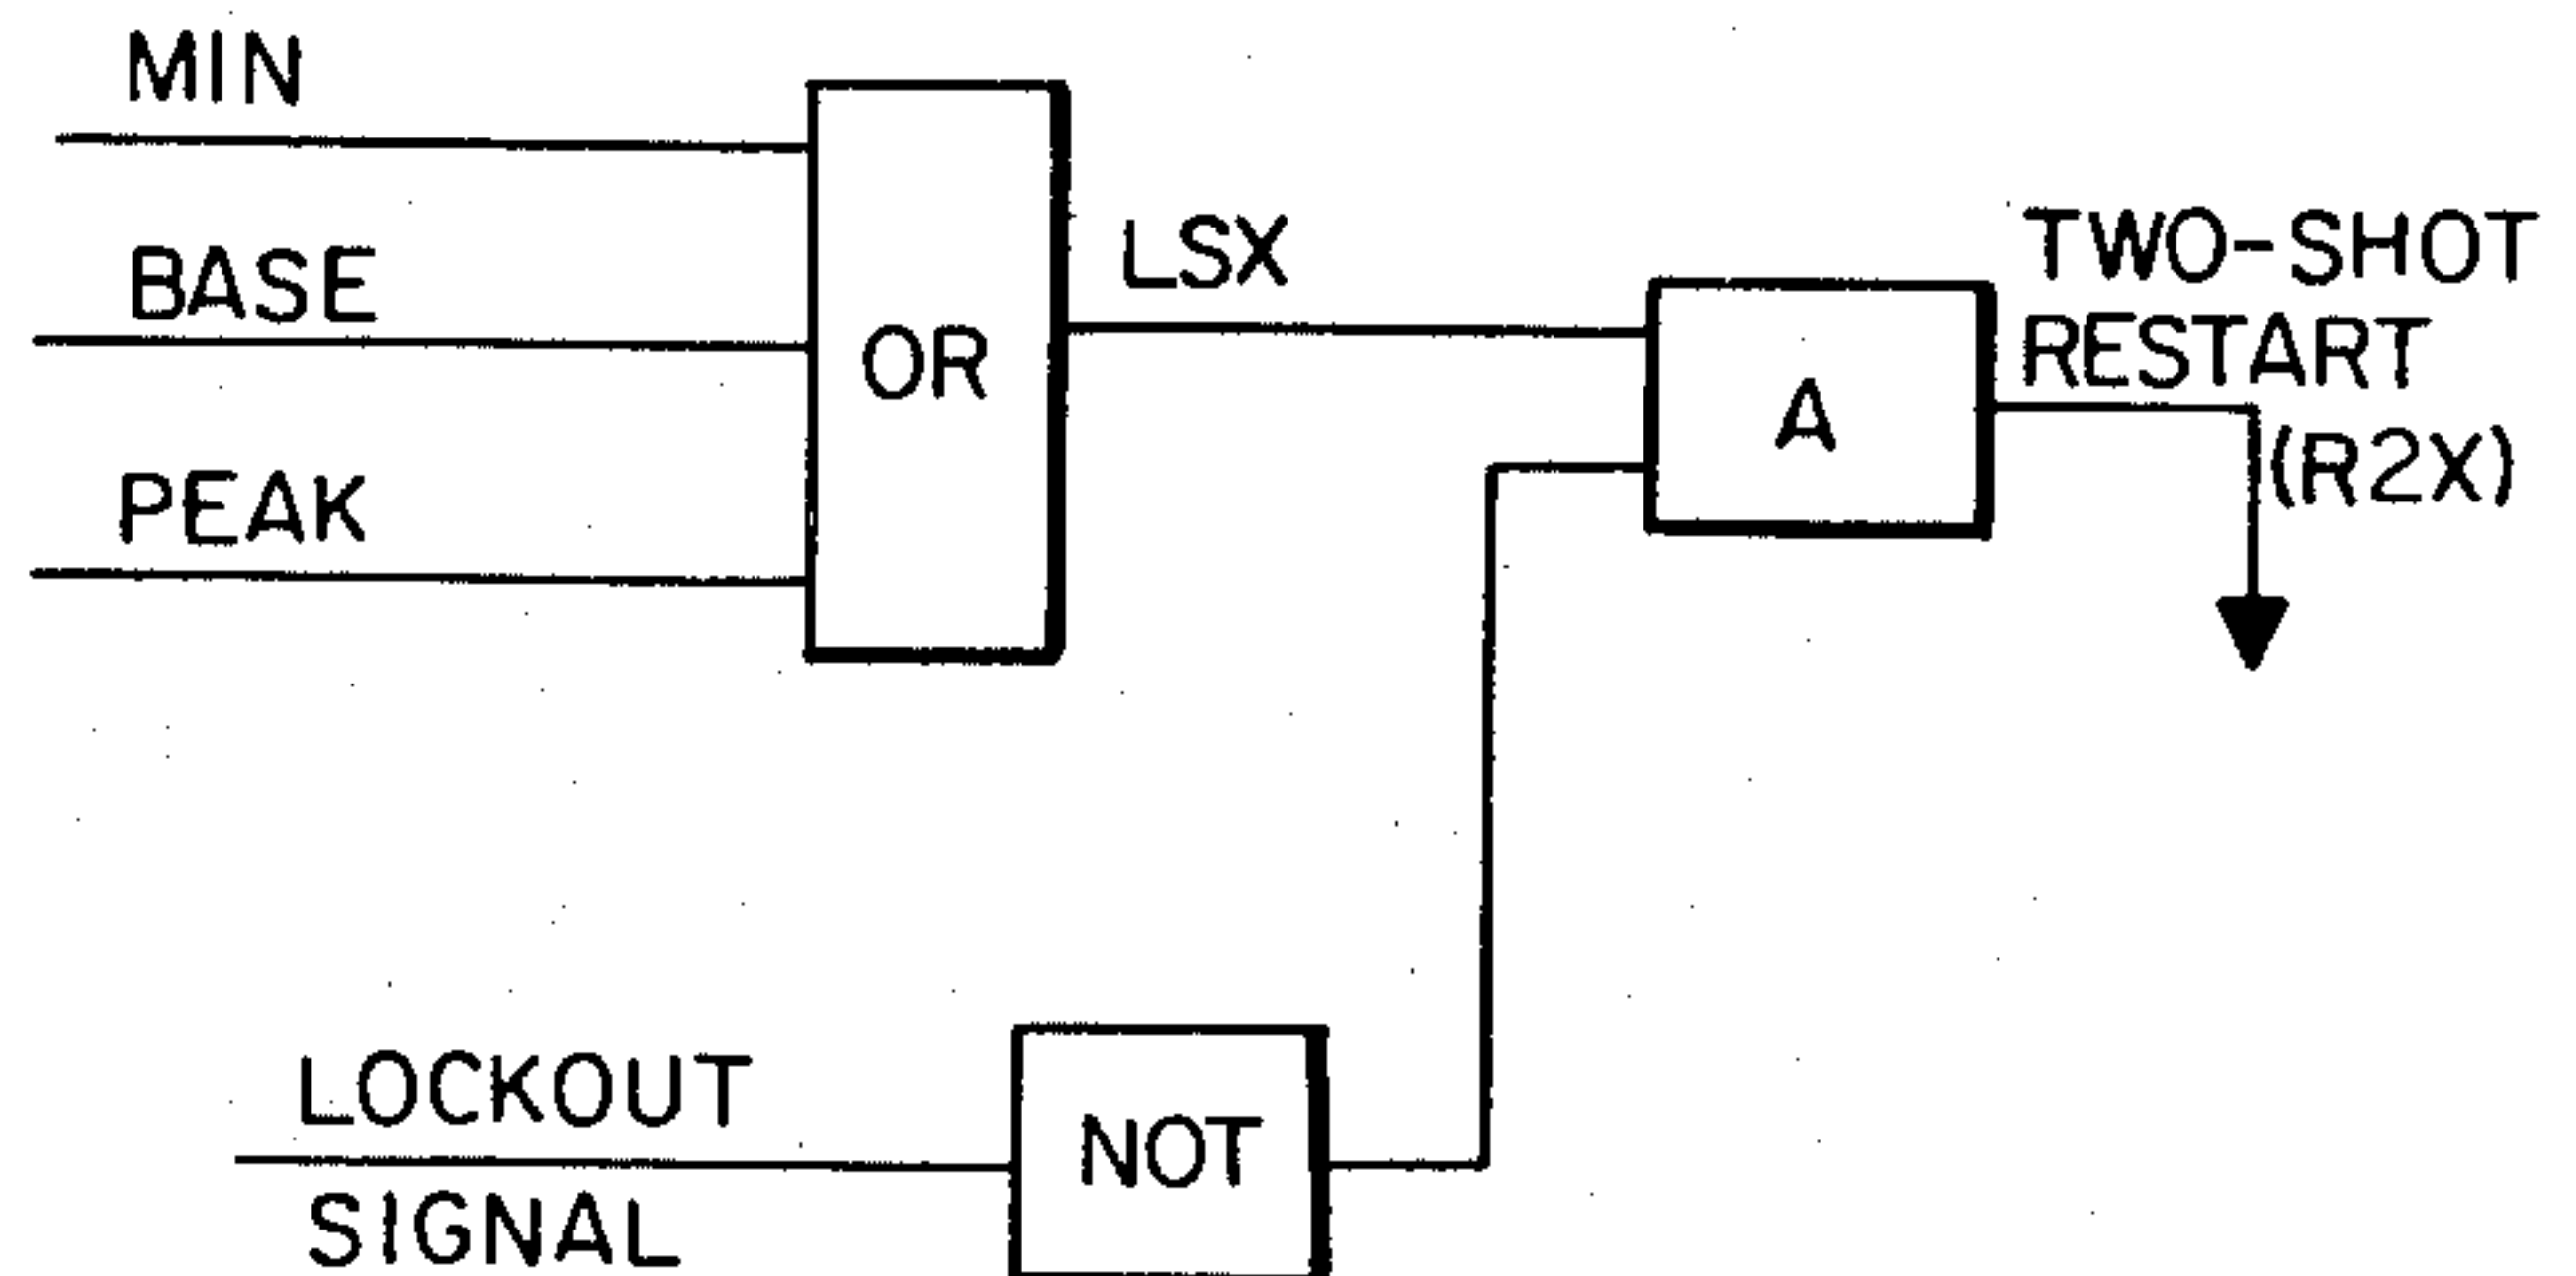 MIN
BASE
PEAK
OR
LSX
A
TWO-SHOT
RESTART
(R2X)
LOCKOUT
SIGNAL
NOT